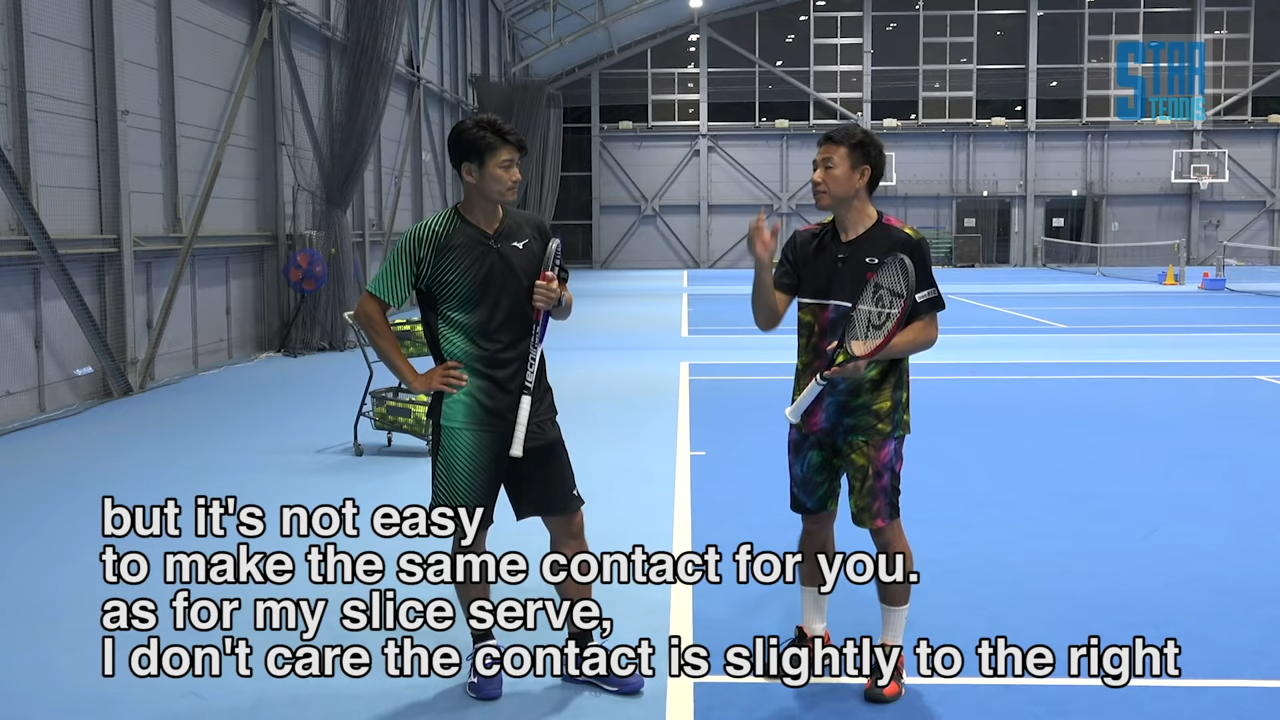 STAR
TENNIS
but it's not easy
to make the same contact for you.
as for my slice serve,
I don't care the contact is slightly to the right